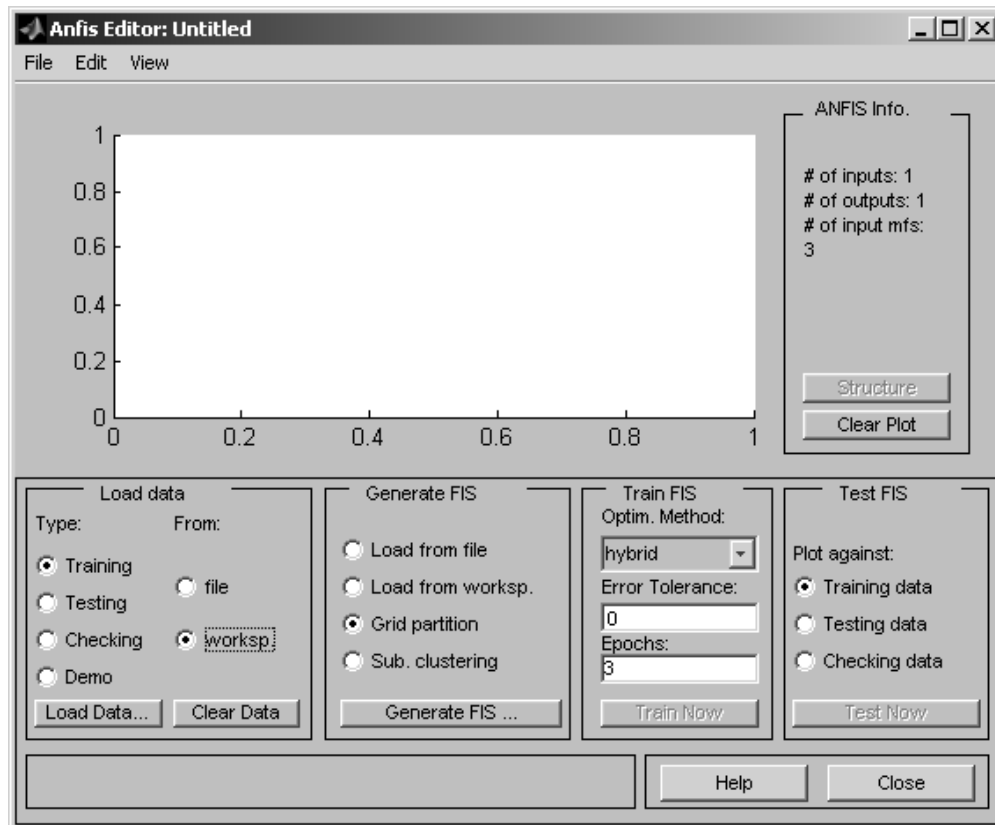 Anfis Editor: Untitled
File Edit View
ANFIS Info.
# of inputs: 1
# of outputs: 1
# of input mfs:
3
Structure
Clear Plot
1
0.8
0.6
0.4
0.2
0
0 0.2 0.4 0.6 0.8 1
Load data
Type: From:
Training
Testing
Checking
Demo
file
worksp.
Load Data... Clear Data
Generate FIS
Load from file
Load from worksp.
Grid partition
Sub. clustering
Generate FIS ...
Train FIS
Optim. Method:
hybrid
Error Tolerance:
0
Epochs:
3
Train Now
Test FIS
Plot against:
Training data
Testing data
Checking data
Test Now
Help Close